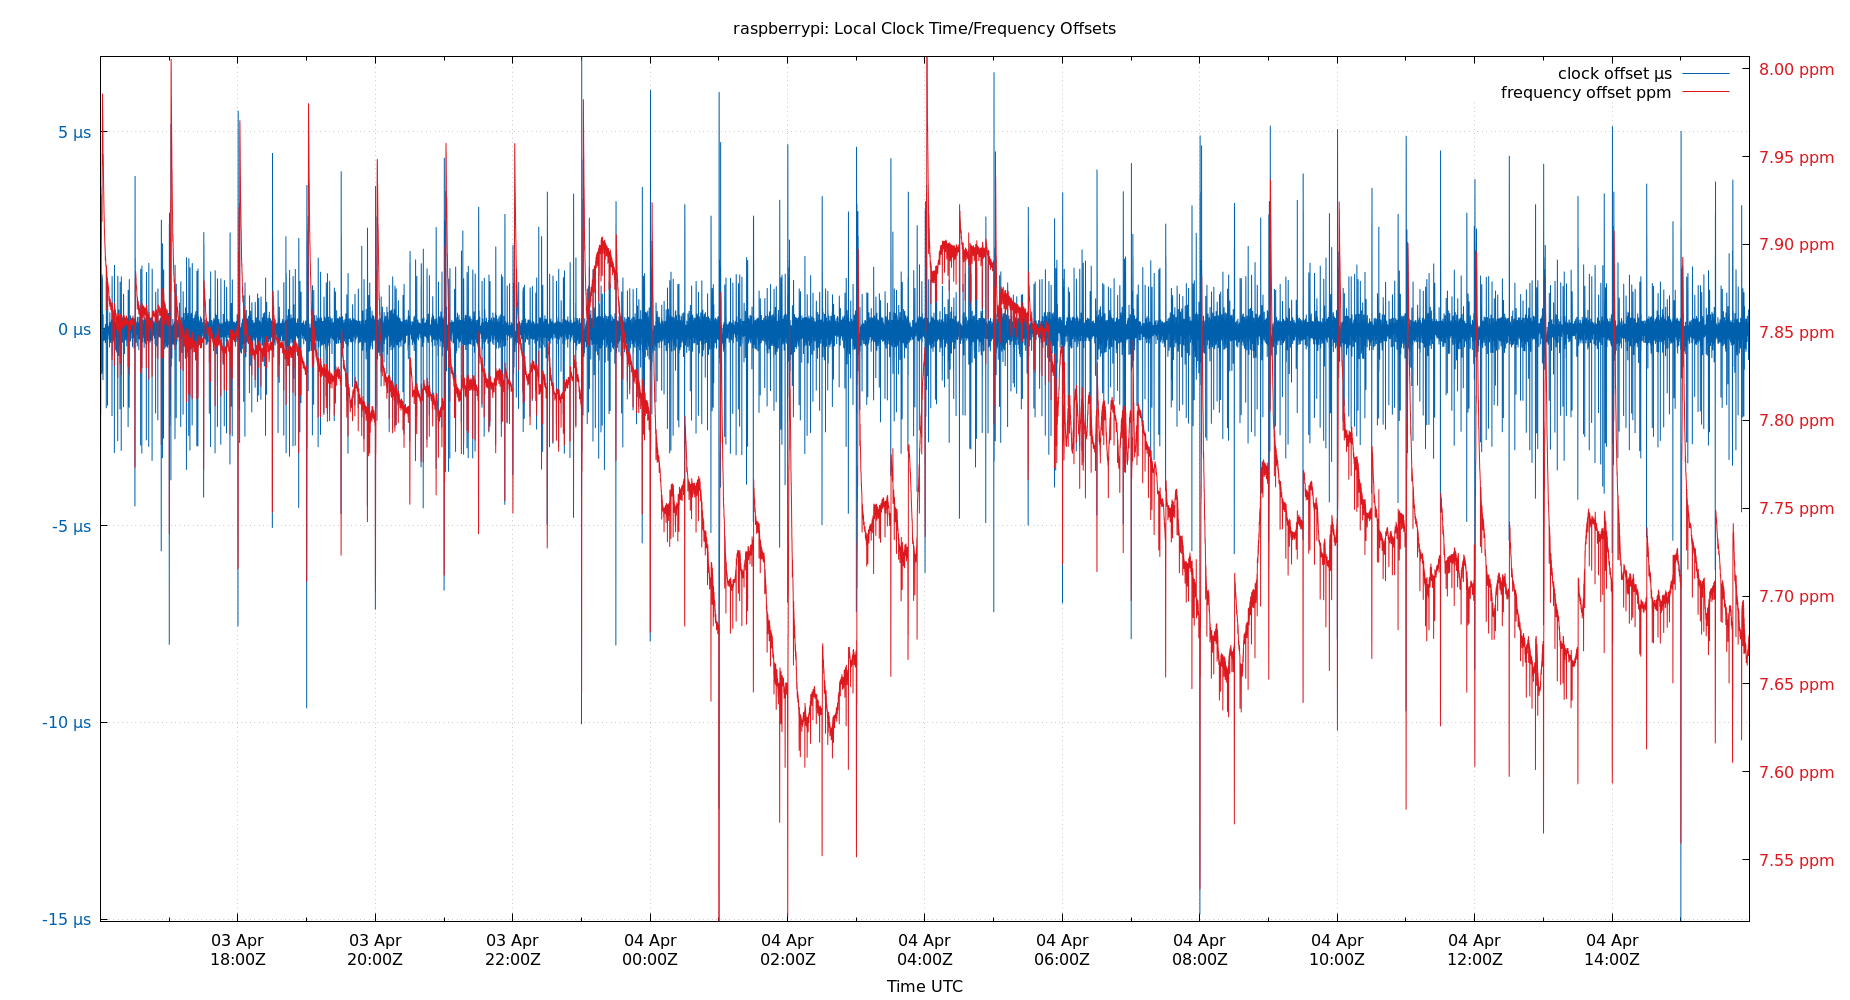 raspberrypi: Local Clock Time/Frequency Offsets
clock offset µs
frequency offset ppm
5 µs
0 µs
-5 µs
-10 µs
-15 µs
8.00 ppm
7.95 ppm
7.90 ppm
7.85 ppm
7.80 ppm
7.75 ppm
7.70 ppm
7.65 ppm
7.60 ppm
7.55 ppm
03 Apr
18:00Z
03 Apr
20:00Z
03 Apr
22:00Z
04 Apr
00:00Z
04 Apr
02:00Z
04 Apr
04:00Z
04 Apr
06:00Z
04 Apr
08:00Z
04 Apr
10:00Z
04 Apr
12:00Z
04 Apr
14:00Z
Time UTC